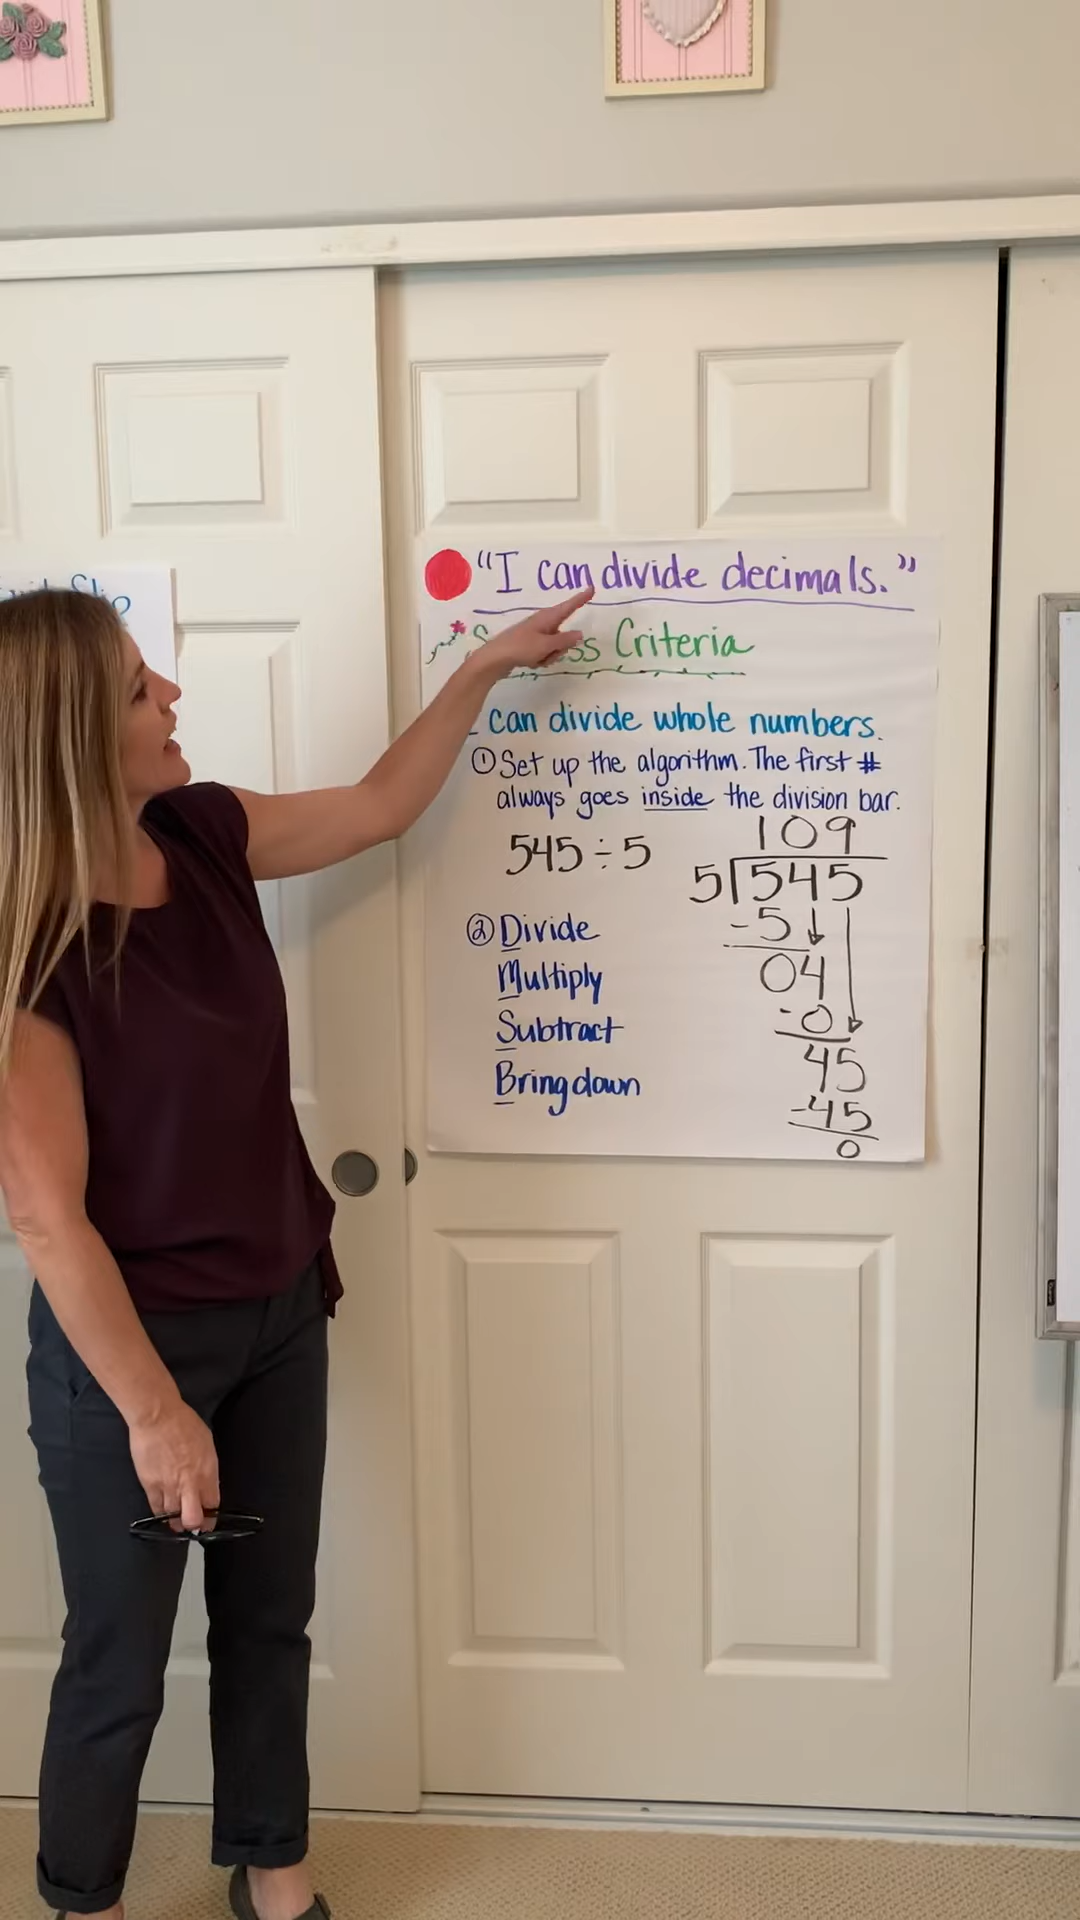 "I can divide decimals."
Criteria
can divide whole numbers.
① Set up the algorithm. The first #
always goes inside the division bar.
545 ÷ 5
109
5 545
② Divide
Multiply
Subtract
Bring down
-5
04
-0
45
-45
0